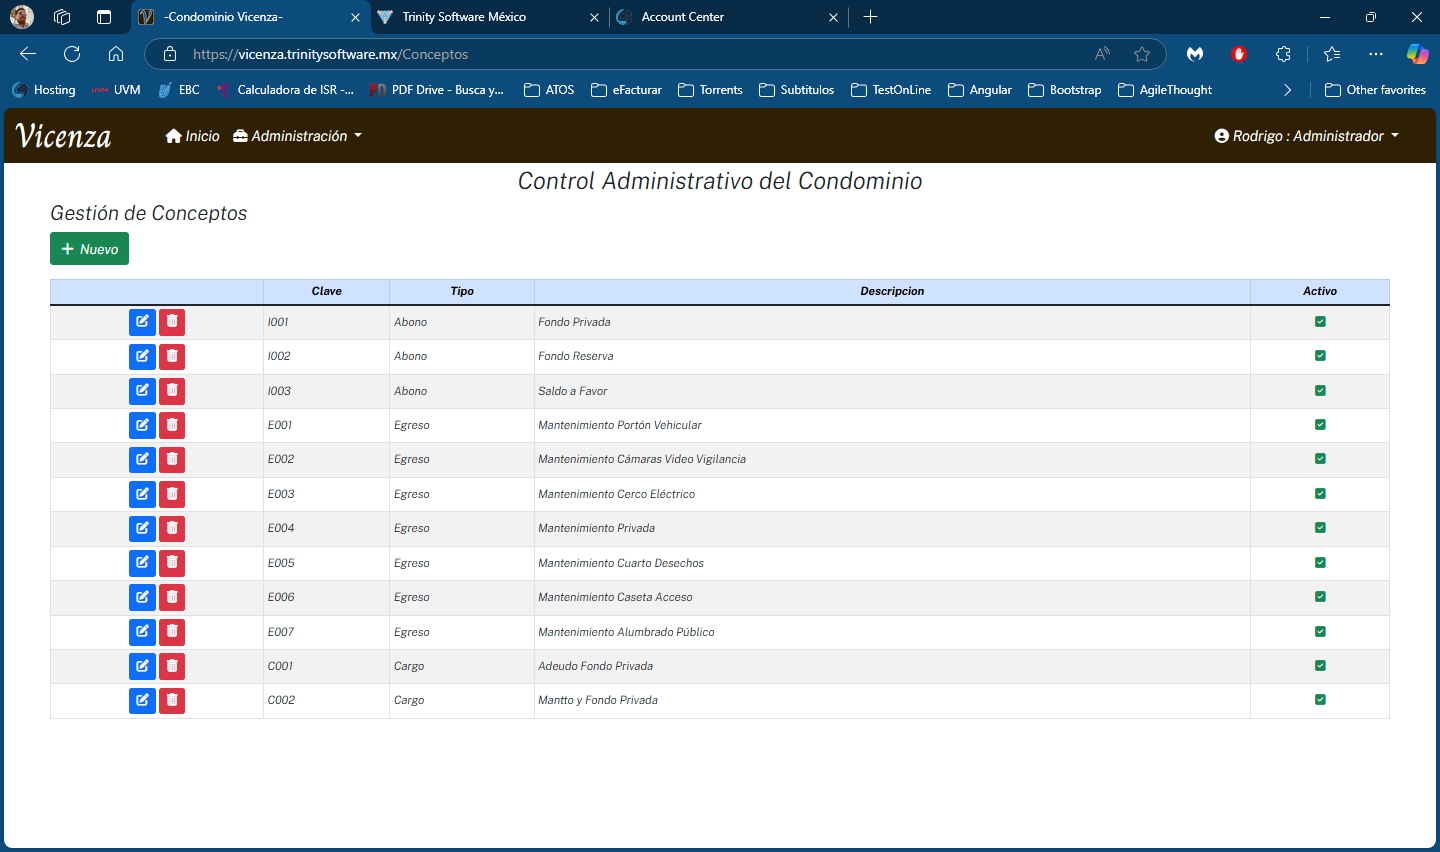 -Condominio Vicenza-
Trinity Software México
Account Center
https://vicenza.trinitysoftware.mx/Conceptos
Hosting
UVM
EBC
Calculadora de ISR -...
PDF Drive - Busca y...
ATOS
eFacturar
Torrents
Subtitulos
TestOnLine
Angular
Bootstrap
AgileThought
Other favorites
Vicenza
Inicio
Administración
Rodrigo : Administrador
Control Administrativo del Condominio
Gestión de Conceptos
+ Nuevo
Clave Tipo Descripcion Activo
I001 Abono Fondo Privada
I002 Abono Fondo Reserva
I003 Abono Saldo a Favor
E001 Egreso Mantenimiento Portón Vehicular
E002 Egreso Mantenimiento Cámaras Video Vigilancia
E003 Egreso Mantenimiento Cerco Eléctrico
E004 Egreso Mantenimiento Privada
E005 Egreso Mantenimiento Cuarto Desechos
E006 Egreso Mantenimiento Caseta Acceso
E007 Egreso Mantenimiento Alumbrado Público
C001 Cargo Adeudo Fondo Privada
C002 Cargo Mantto y Fondo Privada